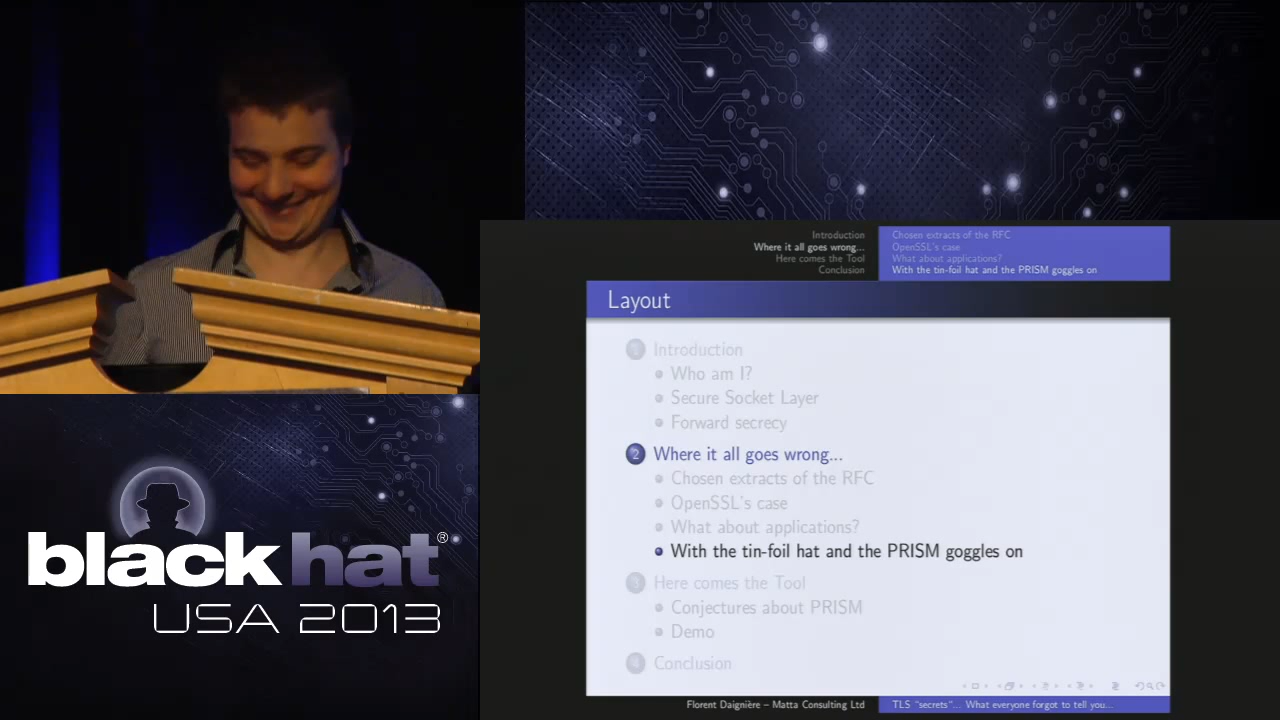 Introduction
Where it all goes wrong...
Here comes the Tool
Conclusion
Chosen extracts of the RFC
OpenSSL's case
What about applications?
With the tin-foil hat and the PRISM goggles on
Layout
1 Introduction
Who am I?
Secure Socket Layer
Forward secrecy
2 Where it all goes wrong...
Chosen extracts of the RFC
OpenSSL's case
What about applications?
With the tin-foil hat and the PRISM goggles on
3 Here comes the Tool
Conjectures about PRISM
Demo
4 Conclusion
Florent Daignière – Matta Consulting Ltd
TLS "secrets"... What everyone forgot to tell you...
black hat®
USA 2013